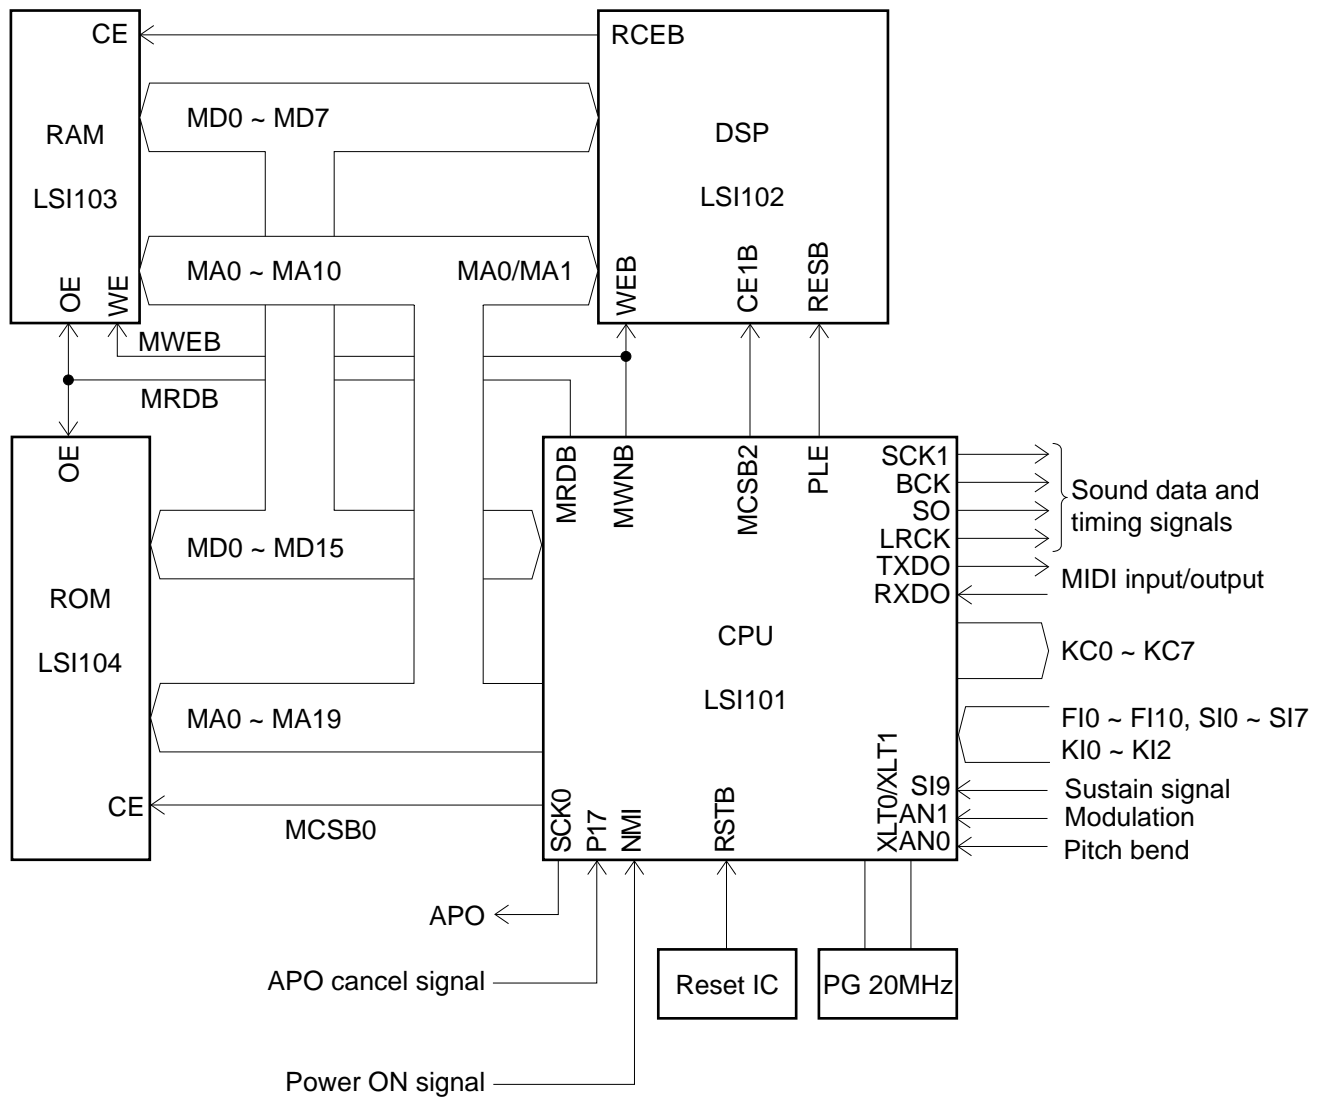 CE
RCEB
MD0 ~ MD7
RAM
DSP
LSI103
LSI102
MA0 ~ MA10
MA0/MA1
OE
WE
WEB
CE1B
RESB
MWEB
MRDB
OE
MRDB
MWNB
MCSB2
PLE
SCK1
BCK
SO
LRCK
TXDO
RXDO
Sound data and
timing signals
MIDI input/output
MD0 ~ MD15
ROM
LSI104
CPU
LSI101
KC0 ~ KC7
MA0 ~ MA19
FI0 ~ FI10, SI0 ~ SI7
KI0 ~ KI2
CE
MCSB0
SCK0
P17
NMI
RSTB
XLT0/XLT1
SI9
AN1
AN0
Sustain signal
Modulation
Pitch bend
APO
APO cancel signal
Reset IC
PG 20MHz
Power ON signal